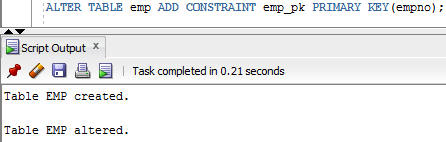 ALTER TABLE emp ADD CONSTRAINT emp_pk PRIMARY KEY(empno);
Script Output x
Task completed in 0.21 seconds
Table EMP created.
Table EMP altered.